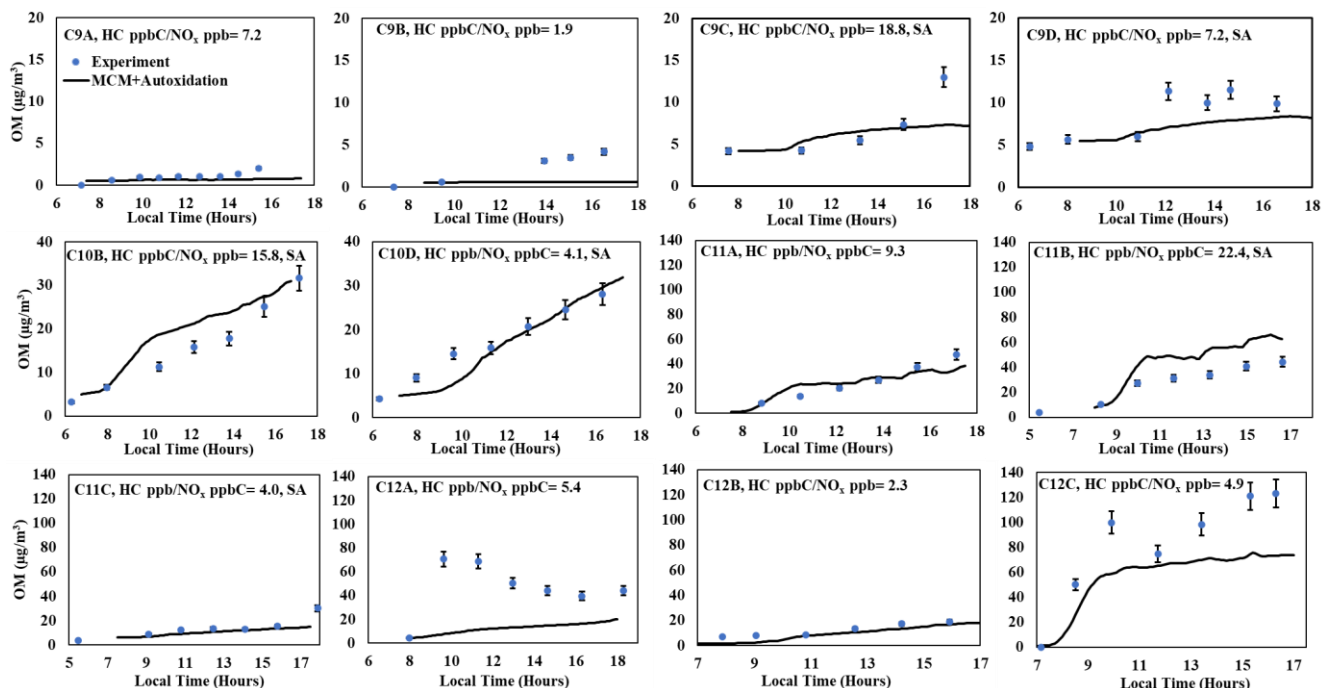 C9A, HC ppbC/NOx ppb= 7.2
Experiment
MCM+Autoxidation
OM (μg/m³)
20
15
10
5
0
6 8 10 12 14 16 18
Local Time (Hours)
C9B, HC ppbC/NOx ppb= 1.9
20
15
10
5
0
6 8 10 12 14 16 18
Local Time (Hours)
C9C, HC ppbC/NOx ppb= 18.8, SA
20
15
10
5
0
6 8 10 12 14 16 18
Local Time (Hours)
C9D, HC ppbC/NOx ppb= 7.2, SA
20
15
10
5
0
6 8 10 12 14 16 18
Local Time (Hours)
C10B, HC ppbC/NOx ppb= 15.8, SA
OM (μg/m³)
40
30
20
10
0
6 8 10 12 14 16 18
Local Time (Hours)
C10D, HC ppb/NOx ppbC= 4.1, SA
40
30
20
10
0
6 8 10 12 14 16 18
Local Time (Hours)
C11A, HC ppb/NOx ppbC= 9.3
140
120
100
80
60
40
20
0
6 8 10 12 14 16 18
Local Time (Hours)
C11B, HC ppb/NOx ppbC= 22.4, SA
140
120
100
80
60
40
20
0
5 7 9 11 13 15 17
Local Time (Hours)
C11C, HC ppb/NOx ppbC= 4.0, SA
OM (μg/m³)
140
120
100
80
60
40
20
0
5 7 9 11 13 15 17
Local Time (Hours)
C12A, HC ppb/NOx ppbC= 5.4
140
120
100
80
60
40
20
0
6 8 10 12 14 16 18
Local Time (Hours)
C12B, HC ppbC/NOx ppb= 2.3
140
120
100
80
60
40
20
0
7 9 11 13 15 17
Local Time (Hours)
C12C, HC ppbC/NOx ppb= 4.9
140
120
100
80
60
40
20
0
7 9 11 13 15 17
Local Time (Hours)